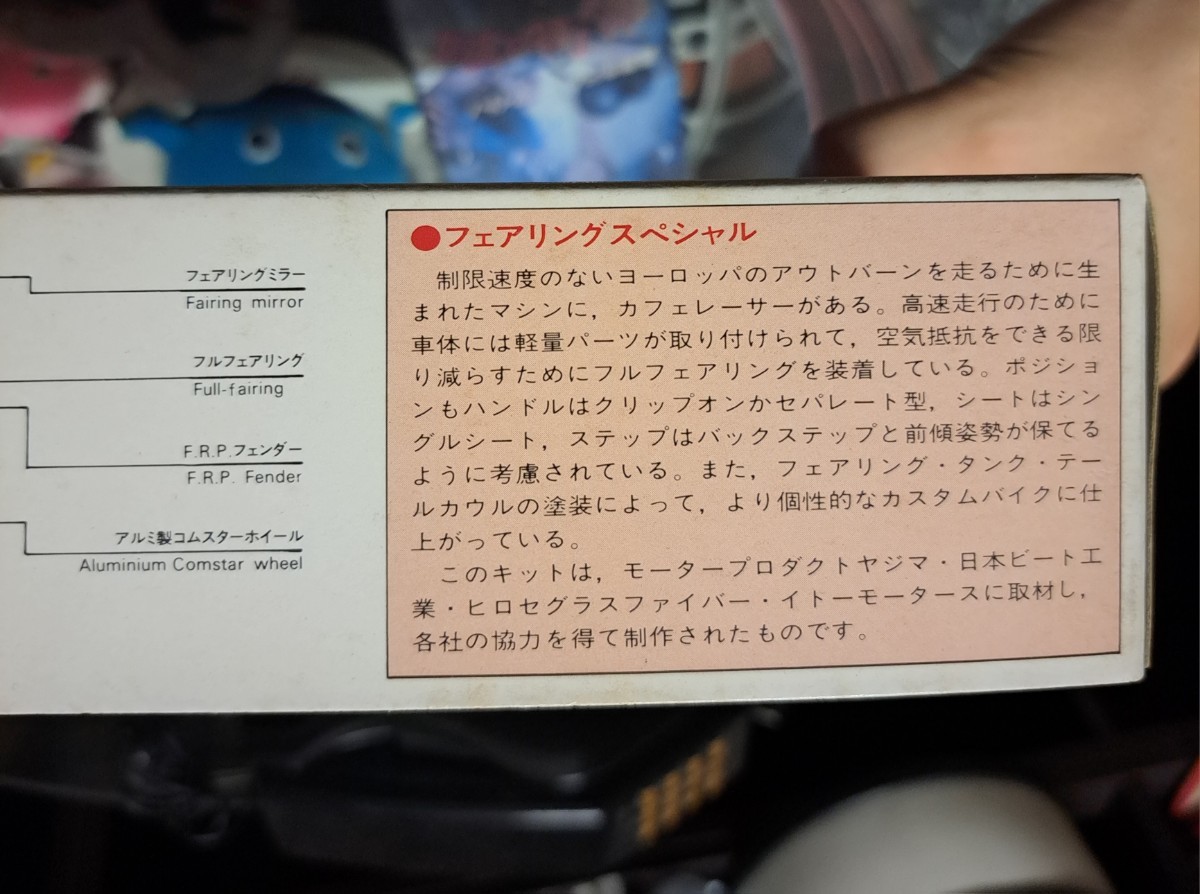 フェアリングミラー
Fairing mirror
フルフェアリング
Full-fairing
F.R.P.フェンダー
F.R.P. Fender
アルミ製コムスターホイール
Aluminium Comstar wheel
●フェアリングスペシャル
制限速度のないヨーロッパのアウトバーンを走るために生
まれたマシンに，カフェレーサーがある。高速走行のために
車体には軽量パーツが取り付けられて，空気抵抗をできる限
り減らすためにフルフェアリングを装着している。ポジショ
ンもハンドルはクリップオンかセパレート型，シートはシン
グルシート，ステップはバックステップと前傾姿勢が保てる
ように考慮されている。また，フェアリング・タンク・テー
ルカウルの塗装によって，より個性的なカスタムバイクに仕
上がっている。
このキットは，モータープロダクトヤジマ・日本ビート工
業・ヒロセグラスファイバー・イトーモータースに取材し，
各社の協力を得て制作されたものです。